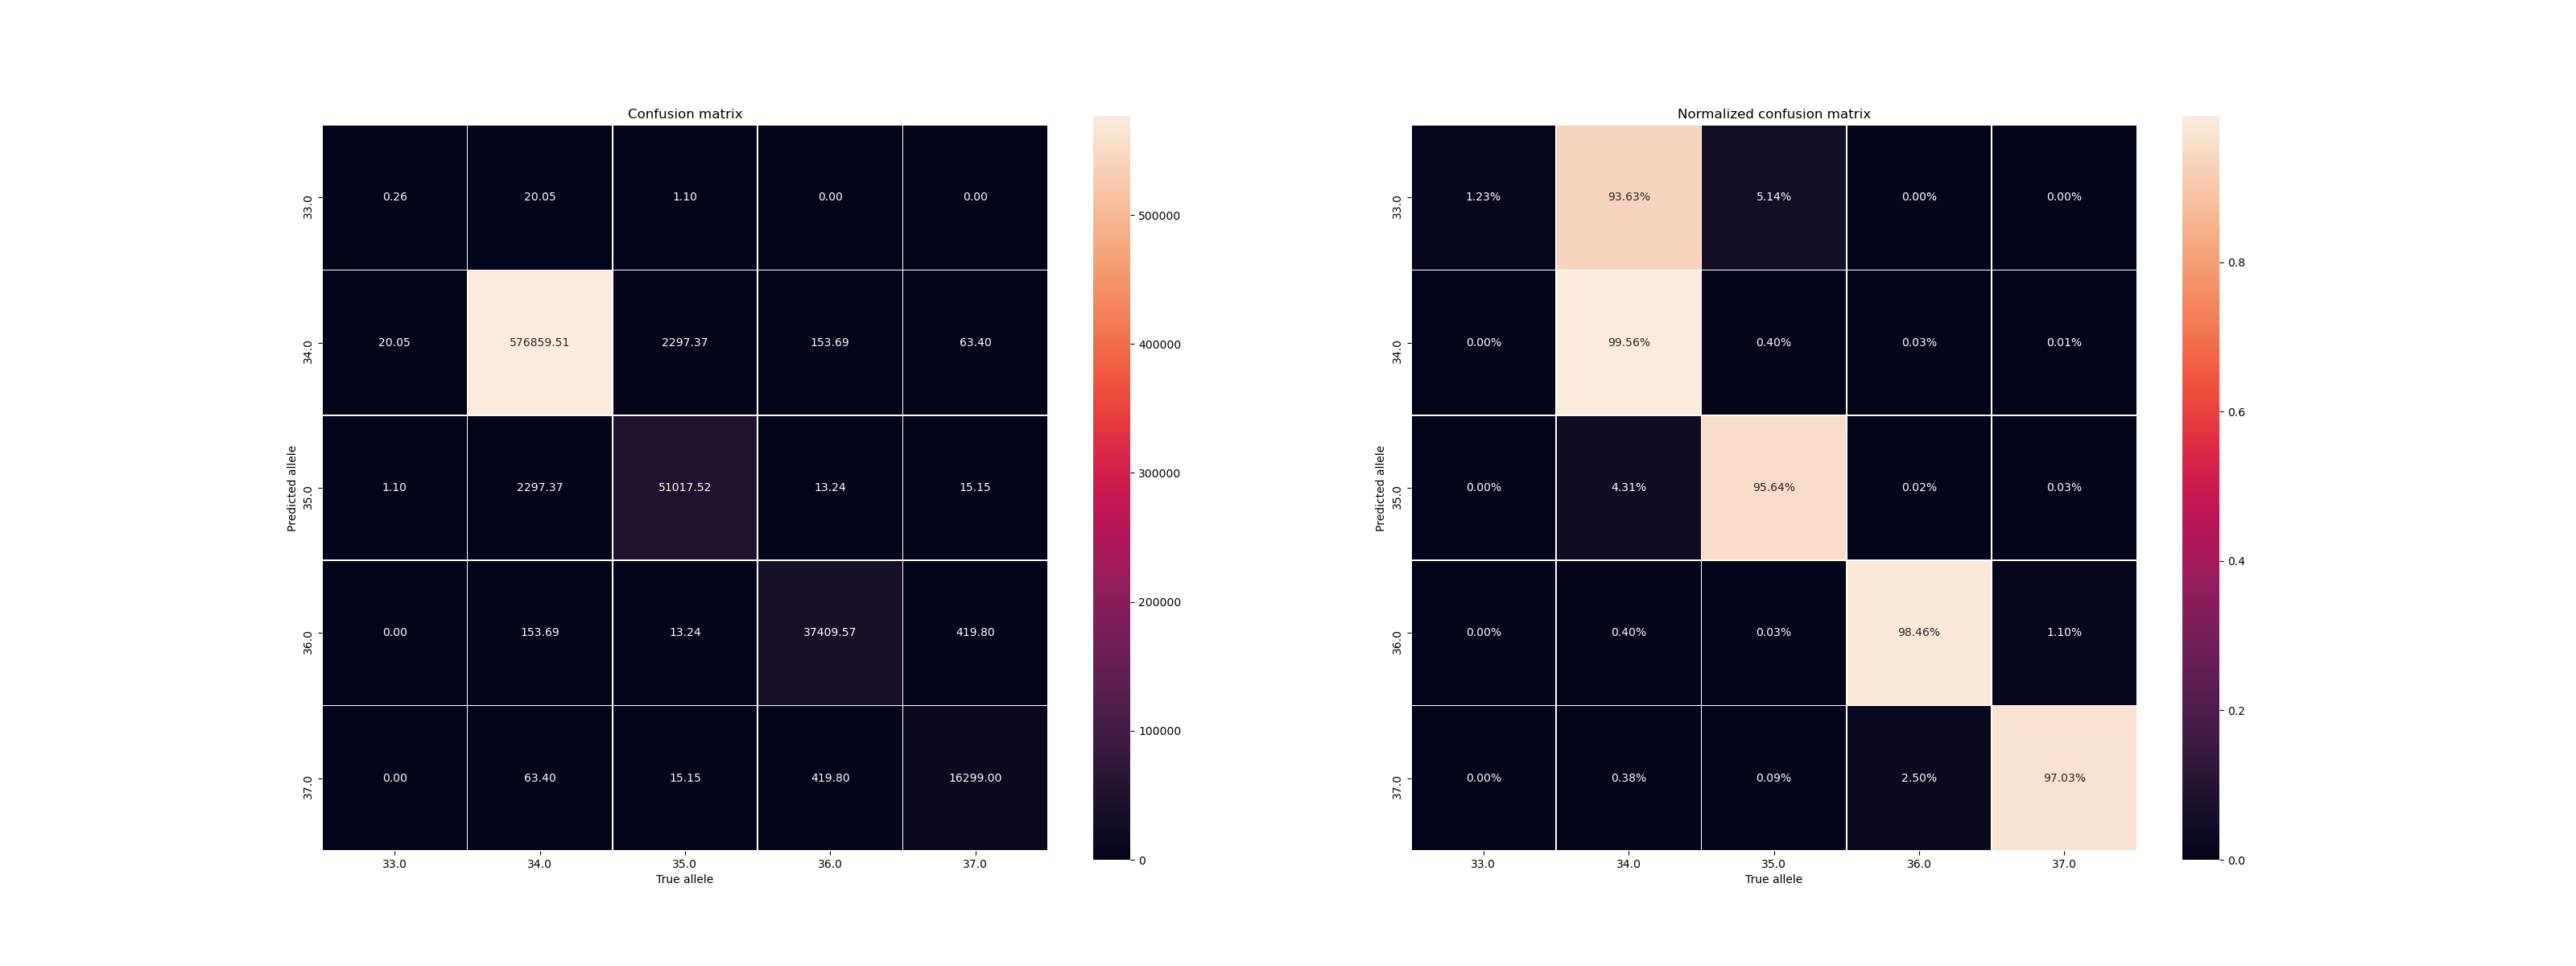 Confusion matrix
33.0 0.26 20.05 1.10 0.00 0.00
34.0 20.05 576859.51 2297.37 153.69 63.40
35.0 1.10 2297.37 51017.52 13.24 15.15
36.0 0.00 153.69 13.24 37409.57 419.80
37.0 0.00 63.40 15.15 419.80 16299.00
33.0 34.0 35.0 36.0 37.0
True allele
Predicted allele
500000
400000
300000
200000
100000
0
Normalized confusion matrix
33.0 1.23% 93.63% 5.14% 0.00% 0.00%
34.0 0.00% 99.56% 0.40% 0.03% 0.01%
35.0 0.00% 4.31% 95.64% 0.02% 0.03%
36.0 0.00% 0.40% 0.03% 98.46% 1.10%
37.0 0.00% 0.38% 0.09% 2.50% 97.03%
33.0 34.0 35.0 36.0 37.0
True allele
Predicted allele
0.8
0.6
0.4
0.2
0.0